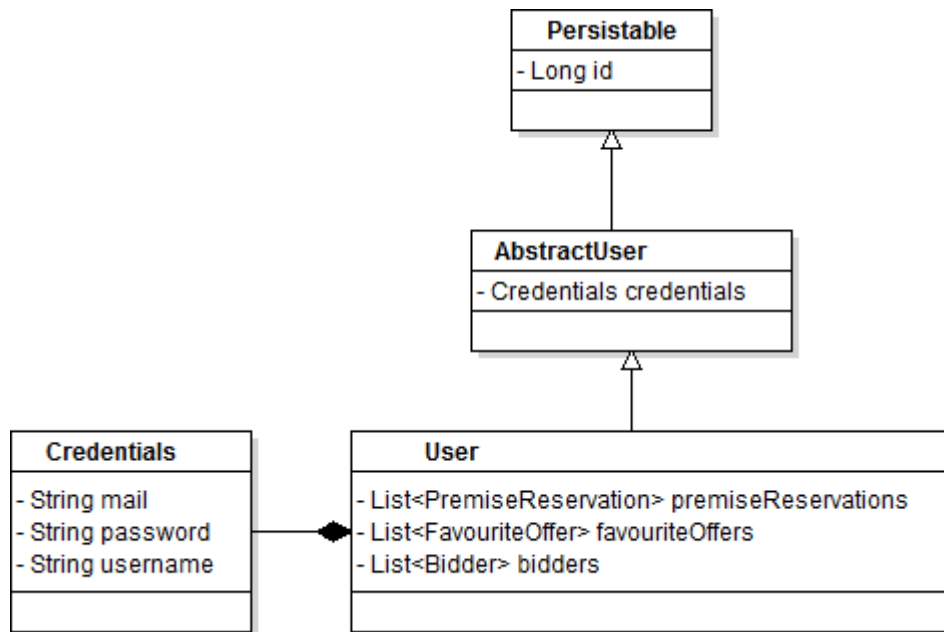 Persistable
- Long id
AbstractUser
- Credentials credentials
Credentials
- String mail
- String password
- String username
User
- List<PremiseReservation> premiseReservations
- List<FavouriteOffer> favouriteOffers
- List<Bidder> bidders